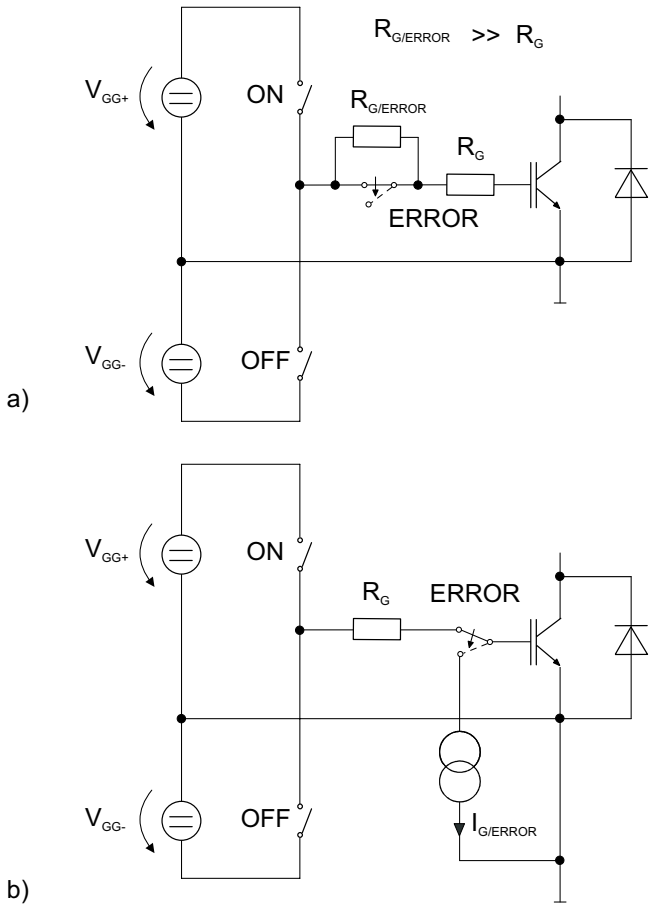 R_G/ERROR >> R_G
V_GG+
ON
R_G/ERROR
R_G
ERROR
V_GG-
OFF
a)
V_GG+
ON
R_G
ERROR
V_GG-
OFF
I_G/ERROR
b)